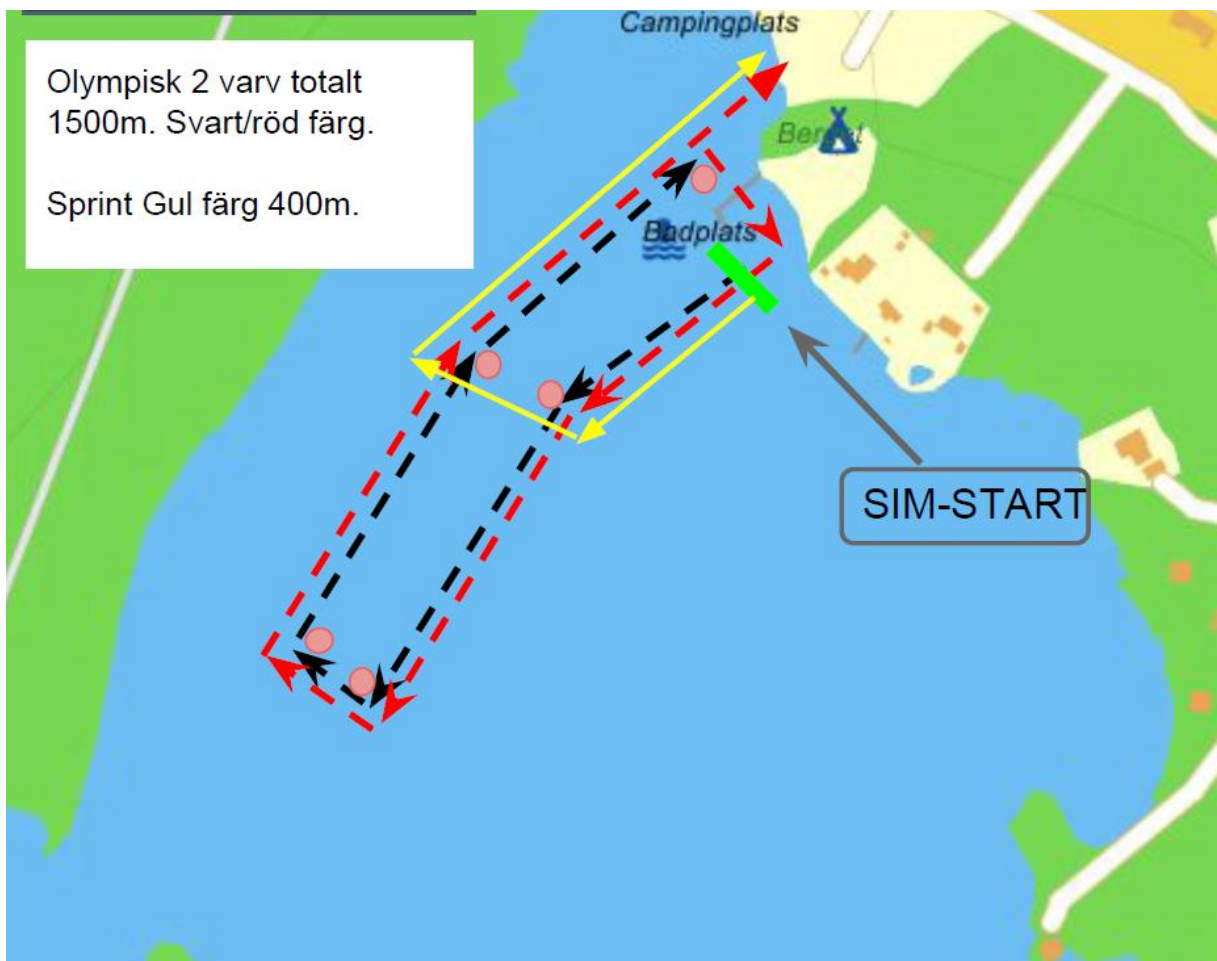 Campingplats
Olympisk 2 varv totalt
1500m. Svart/röd färg.
Sprint Gul färg 400m.
Badplats
SIM-START